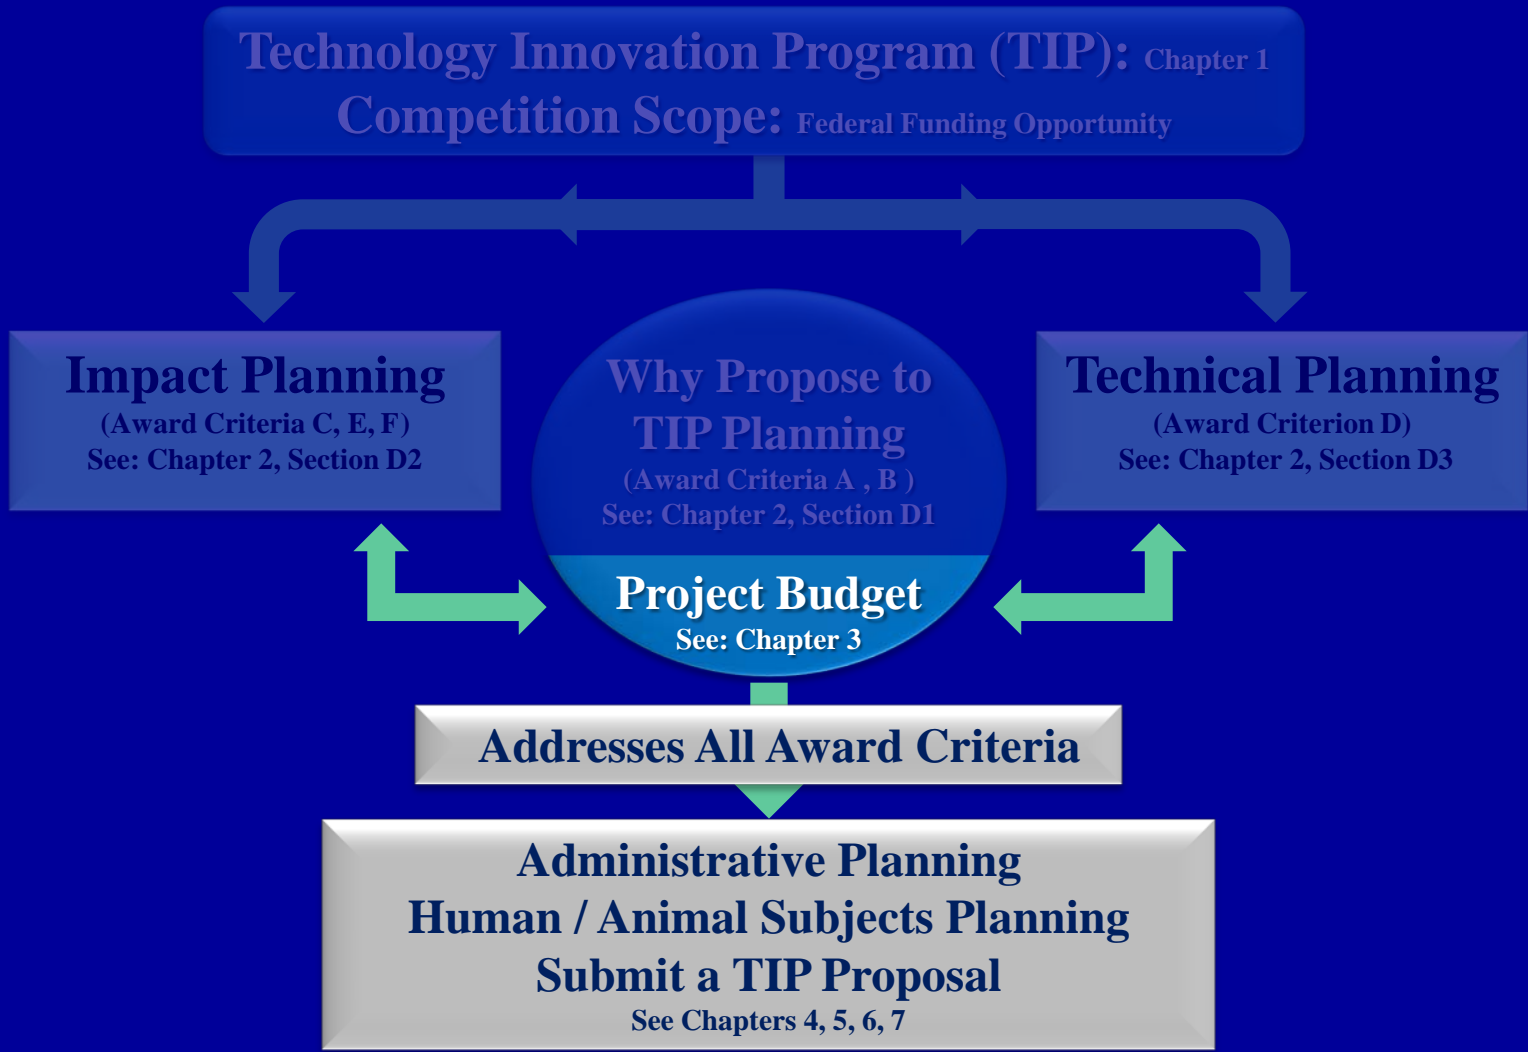 Technology Innovation Program (TIP): Chapter 1
Competition Scope: Federal Funding Opportunity
Impact Planning
(Award Criteria C, E, F)
See: Chapter 2, Section D2
Why Propose to
TIP Planning
(Award Criteria A , B )
See: Chapter 2, Section D1
Project Budget
See: Chapter 3
Technical Planning
(Award Criterion D)
See: Chapter 2, Section D3
Addresses All Award Criteria
Administrative Planning
Human / Animal Subjects Planning
Submit a TIP Proposal
See Chapters 4, 5, 6, 7